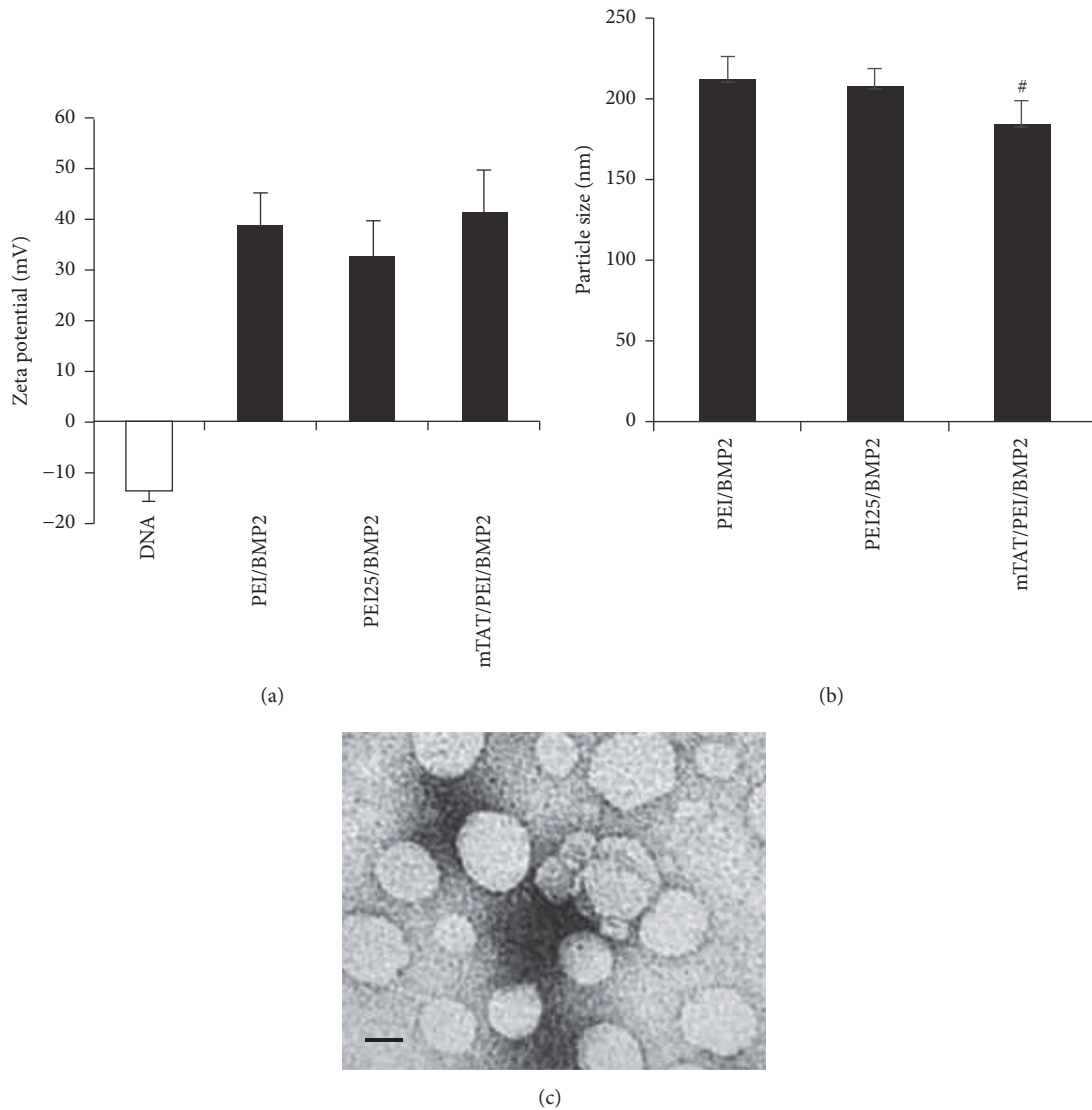 60
50
40
30
20
10
0
−10
−20
Zeta potential (mV)
DNA
PEI/BMP2
PEI25/BMP2
mTAT/PEI/BMP2
(a)
250
200
150
100
50
0
Particle size (nm)
#
PEI/BMP2
PEI25/BMP2
mTAT/PEI/BMP2
(b)
(c)